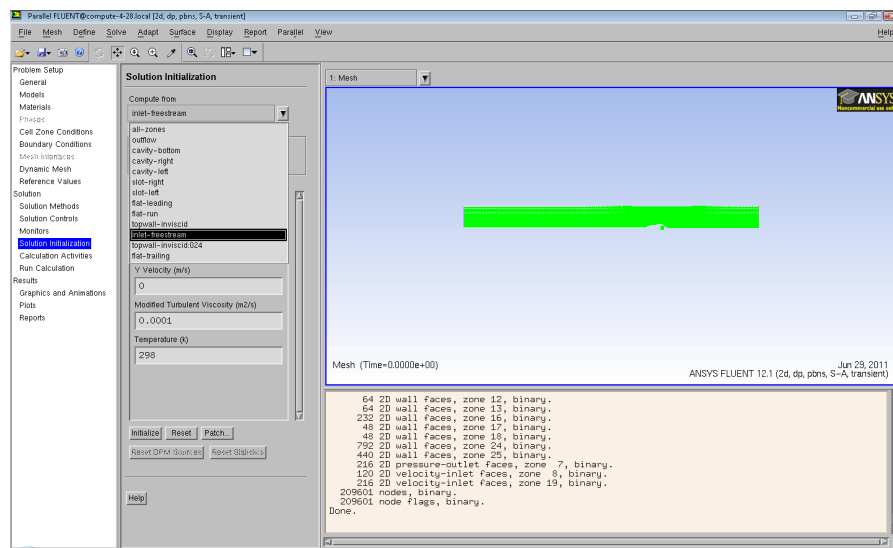 Parallel FLUENT@compute-4-28.local [2d, dp, pbns, S-A, transient]
File Mesh Define Solve Adapt Surface Display Report Parallel View Help
Problem Setup
General
Models
Materials
Phases
Cell Zone Conditions
Boundary Conditions
Mesh Interfaces
Dynamic Mesh
Reference Values
Solution
Solution Methods
Solution Controls
Monitors
Solution Initialization
Calculation Activities
Run Calculation
Results
Graphics and Animations
Plots
Reports
Solution Initialization
Compute from
inlet-freestream
all-zones
outflow
cavity-bottom
cavity-right
cavity-left
slot-right
slot-left
flat-leading
flat-run
topwall-inviscid
inlet-freestream
topwall-inviscid:024
flat-trailing
Y Velocity (m/s)
0
Modified Turbulent Viscosity (m2/s)
0.0001
Temperature (k)
298
Initialize Reset Patch...
Reset DPM Sources Reset Statistics
Help
1: Mesh
ANSYS
Noncommercial use only
Mesh (Time=0.0000e+00)
Jun 29, 2011
ANSYS FLUENT 12.1 (2d, dp, pbns, S-A, transient)
64 2D wall faces, zone 12, binary.
64 2D wall faces, zone 13, binary.
232 2D wall faces, zone 16, binary.
48 2D wall faces, zone 17, binary.
48 2D wall faces, zone 18, binary.
792 2D wall faces, zone 24, binary.
440 2D wall faces, zone 25, binary.
216 2D pressure-outlet faces, zone 7, binary.
120 2D velocity-inlet faces, zone 8, binary.
216 2D velocity-inlet faces, zone 19, binary.
209601 nodes, binary.
209601 node flags, binary.
Done.